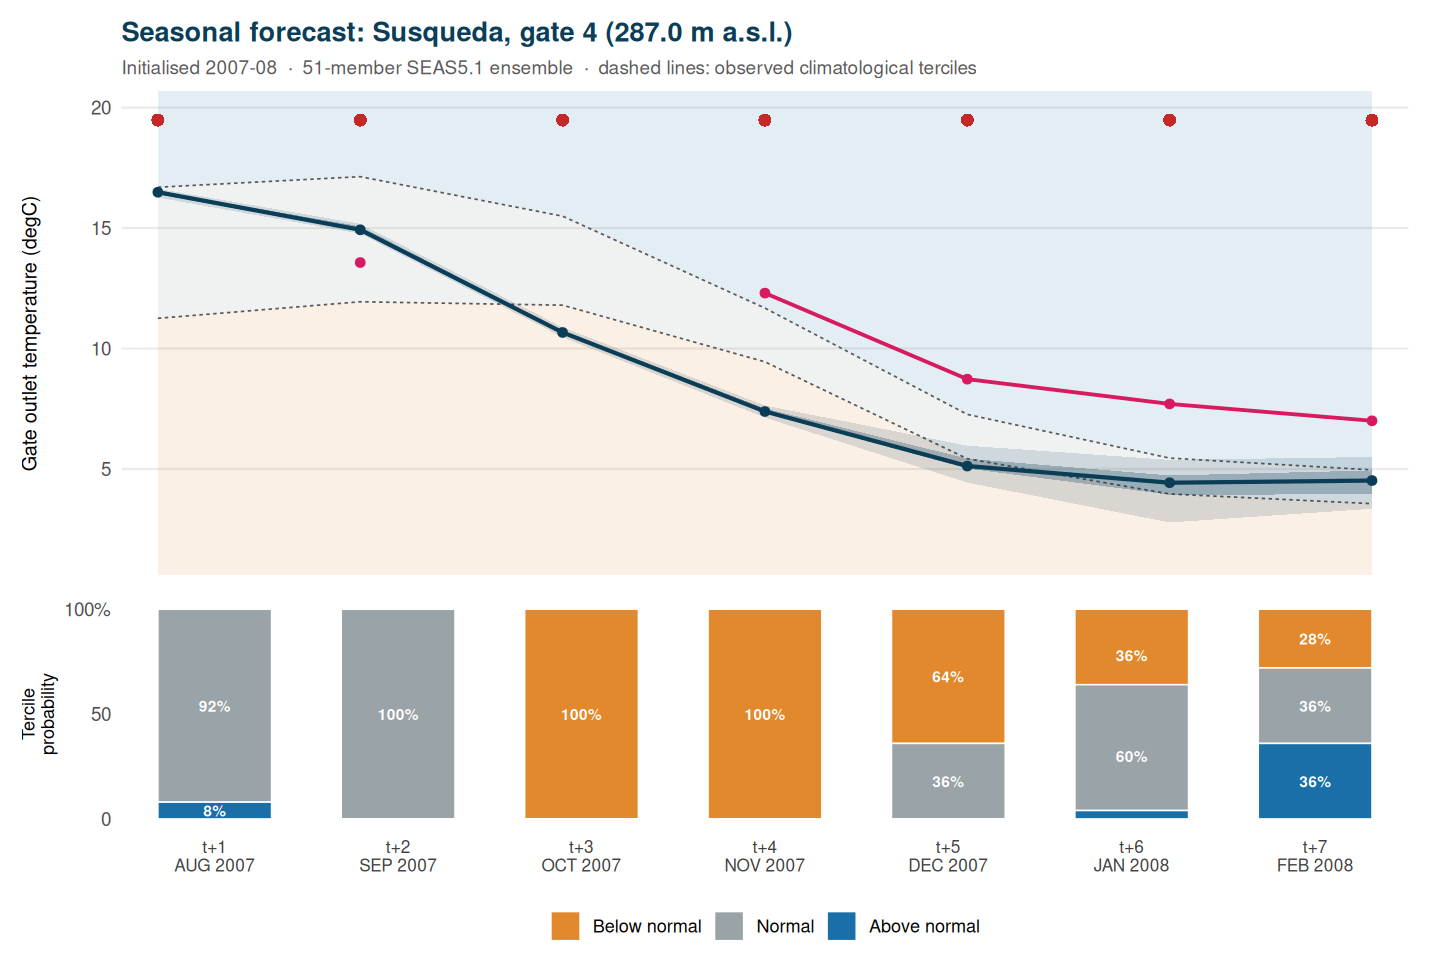 Seasonal forecast: Susqueda, gate 4 (287.0 m a.s.l.)
Initialised 2007-08 · 51-member SEAS5.1 ensemble · dashed lines: observed climatological terciles
Gate outlet temperature (degC)
20
15
10
5
Tercile
probability
100%
50
0
92%
8%
100%
100%
100%
64%
36%
36%
60%
28%
36%
36%
t+1
AUG 2007
t+2
SEP 2007
t+3
OCT 2007
t+4
NOV 2007
t+5
DEC 2007
t+6
JAN 2008
t+7
FEB 2008
Below normal
Normal
Above normal